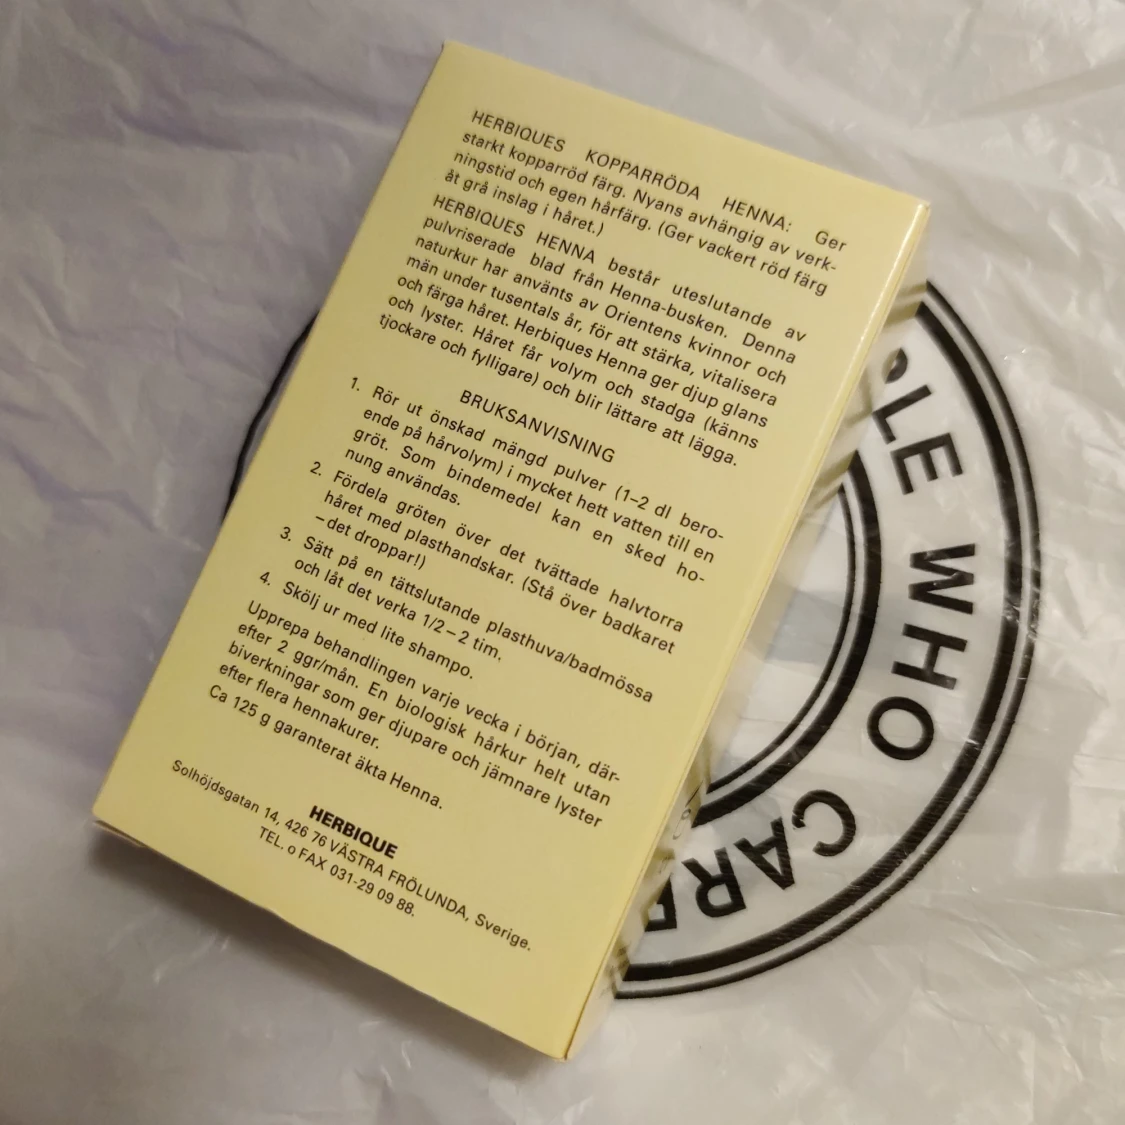 HERBIQUES KOPPARRÖDA HENNA: Ger
starkt kopparröd färg. Nyans avhängig av verk-
ningstid och egen hårfärg. (Ger vackert röd färg
åt grå inslag i håret.)
HERBIQUES HENNA består uteslutande av
pulvriserade blad från Henna-busken. Denna
naturkur har använts av Orientens kvinnor och
män under tusentals år, för att stärka, vitalisera
och färga håret. Herbiques Henna ger djup glans
och lyster. Håret får volym och stadga (känns
tjockare och fylligare) och blir lättare att lägga.
BRUKSANVISNING
1. Rör ut önskad mängd pulver (1–2 dl bero-
ende på hårvolym) i mycket hett vatten till en
gröt. Som bindemedel kan en sked ho-
nung användas.
2. Fördela gröten över det tvättade halvtorra
håret med plasthandskar. (Stå över badkaret
–det droppar!)
3. Sätt på en tättslutande plasthuva/badmössa
och låt det verka 1/2–2 tim.
4. Skölj ur med lite shampo.
Upprepa behandlingen varje vecka i början, där-
efter 2 ggr/mån. En biologisk hårkur helt utan
biverkningar som ger djupare och jämnare lyster
efter flera hennakurer.
Ca 125 g garanterat äkta Henna.
HERBIQUE
Solhöjdsgatan 14, 426 76 VÄSTRA FRÖLUNDA, Sverige.
TEL. o FAX 031-29 09 88.
PLE WHO CARE